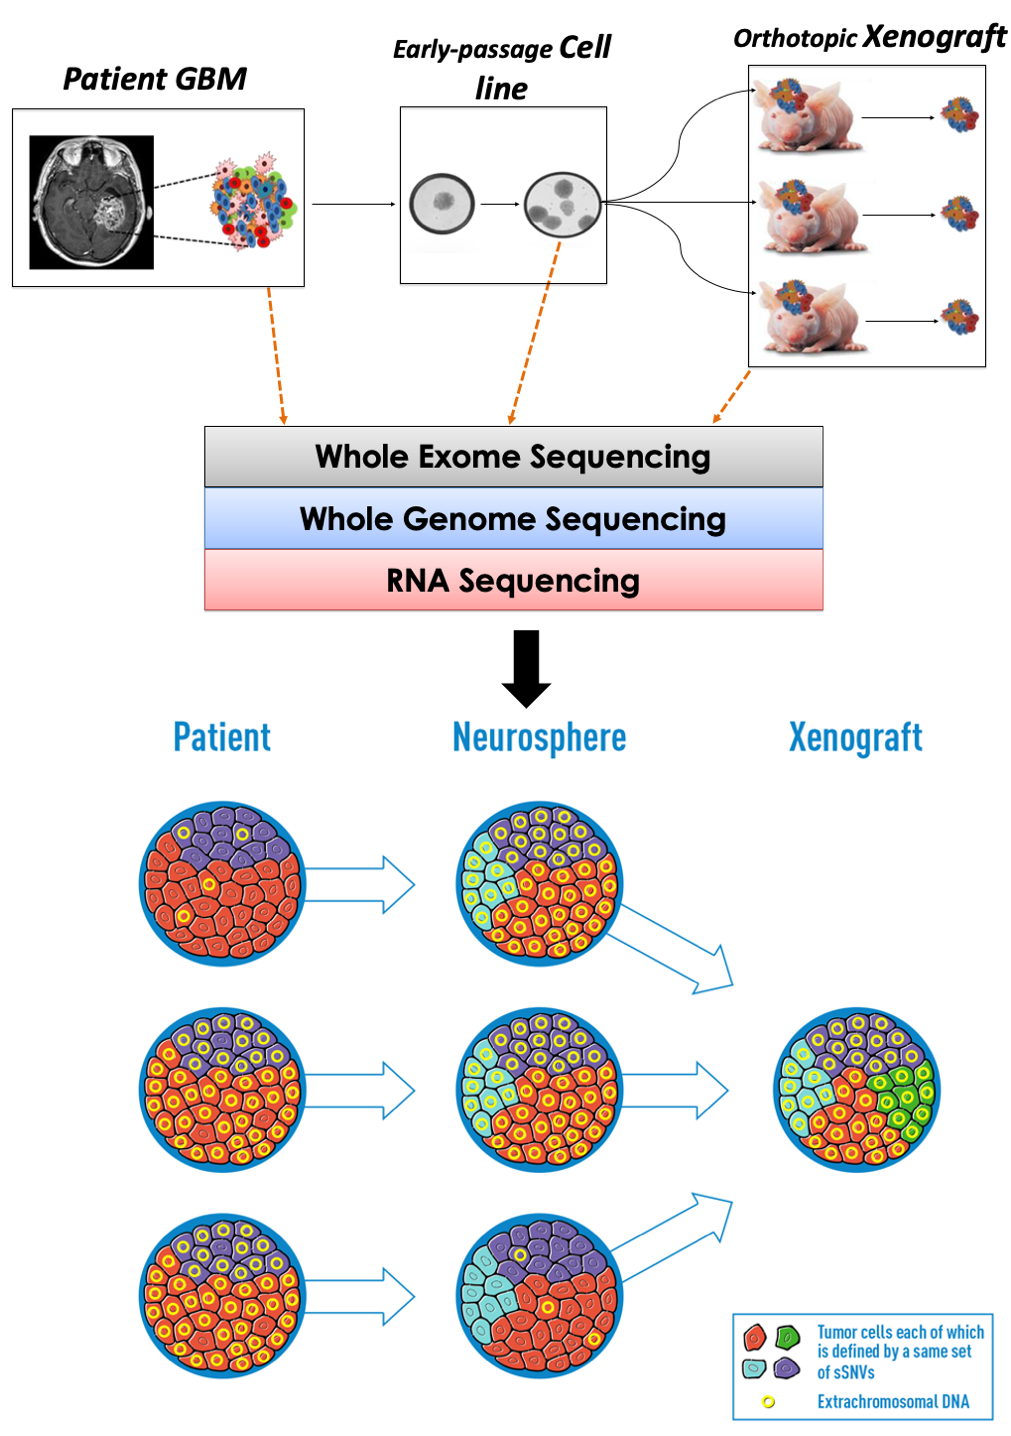 Patient GBM
Early-passage Cell
line
Orthotopic Xenograft
Whole Exome Sequencing
Whole Genome Sequencing
RNA Sequencing
Patient
Neurosphere
Xenograft
Tumor cells each of which
is defined by a same set
of sSNVs
Extrachomosomal DNA